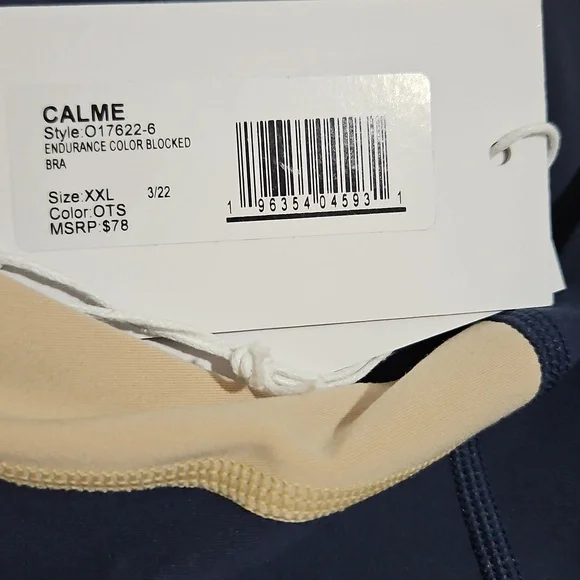 CALME
Style:O17622-6
ENDURANCE COLOR BLOCKED
BRA
Size:XXL 3/22
Color:OTS
MSRP:$78
1 96354 04593 1